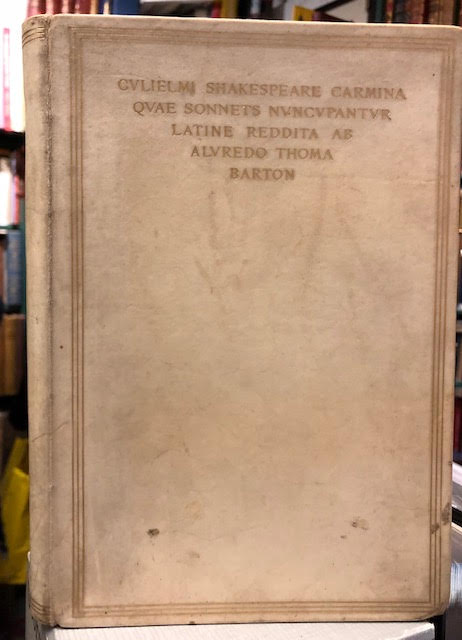 GVLIELMI SHAKESPEARE CARMINA
QVAE SONNETS NVNCVPANTVR
LATINE REDDITA AB
ALVREDO THOMA
BARTON